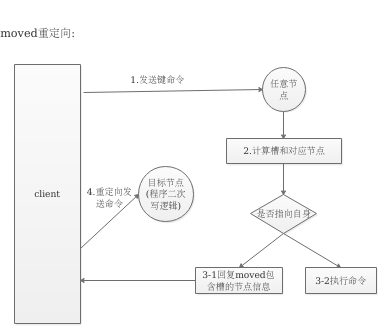 moved重定向:
1.发送键命令
任意节
点
2.计算槽和对应节点
client
4.重定向发
送命令
目标节点
(程序二次
写逻辑)
是否指向自身
3-1回复moved包
含槽的节点信息
3-2执行命令